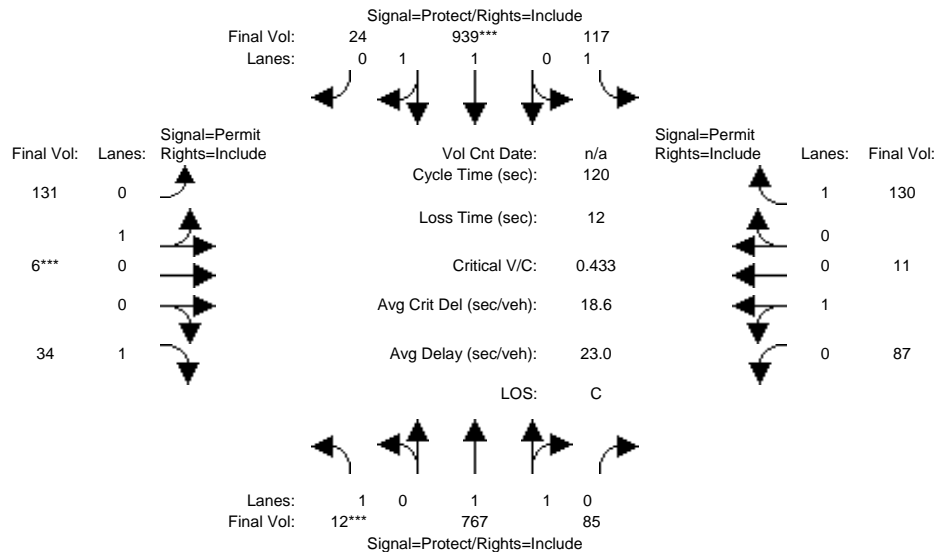 Signal=Protect/Rights=Include
Final Vol: 24 939*** 117
Lanes: 0 1 1 0 1
Signal=Permit Signal=Permit
Final Vol: Lanes: Rights=Include Vol Cnt Date: n/a Rights=Include Lanes: Final Vol:
Cycle Time (sec): 120
131 0 1 130
Loss Time (sec): 12
1 0
6*** 0 Critical V/C: 0.433 0 11
0 Avg Crit Del (sec/veh): 18.6 1
34 1 Avg Delay (sec/veh): 23.0 0 87
LOS: C
Lanes: 1 0 1 1 0
Final Vol: 12*** 767 85
Signal=Protect/Rights=Include